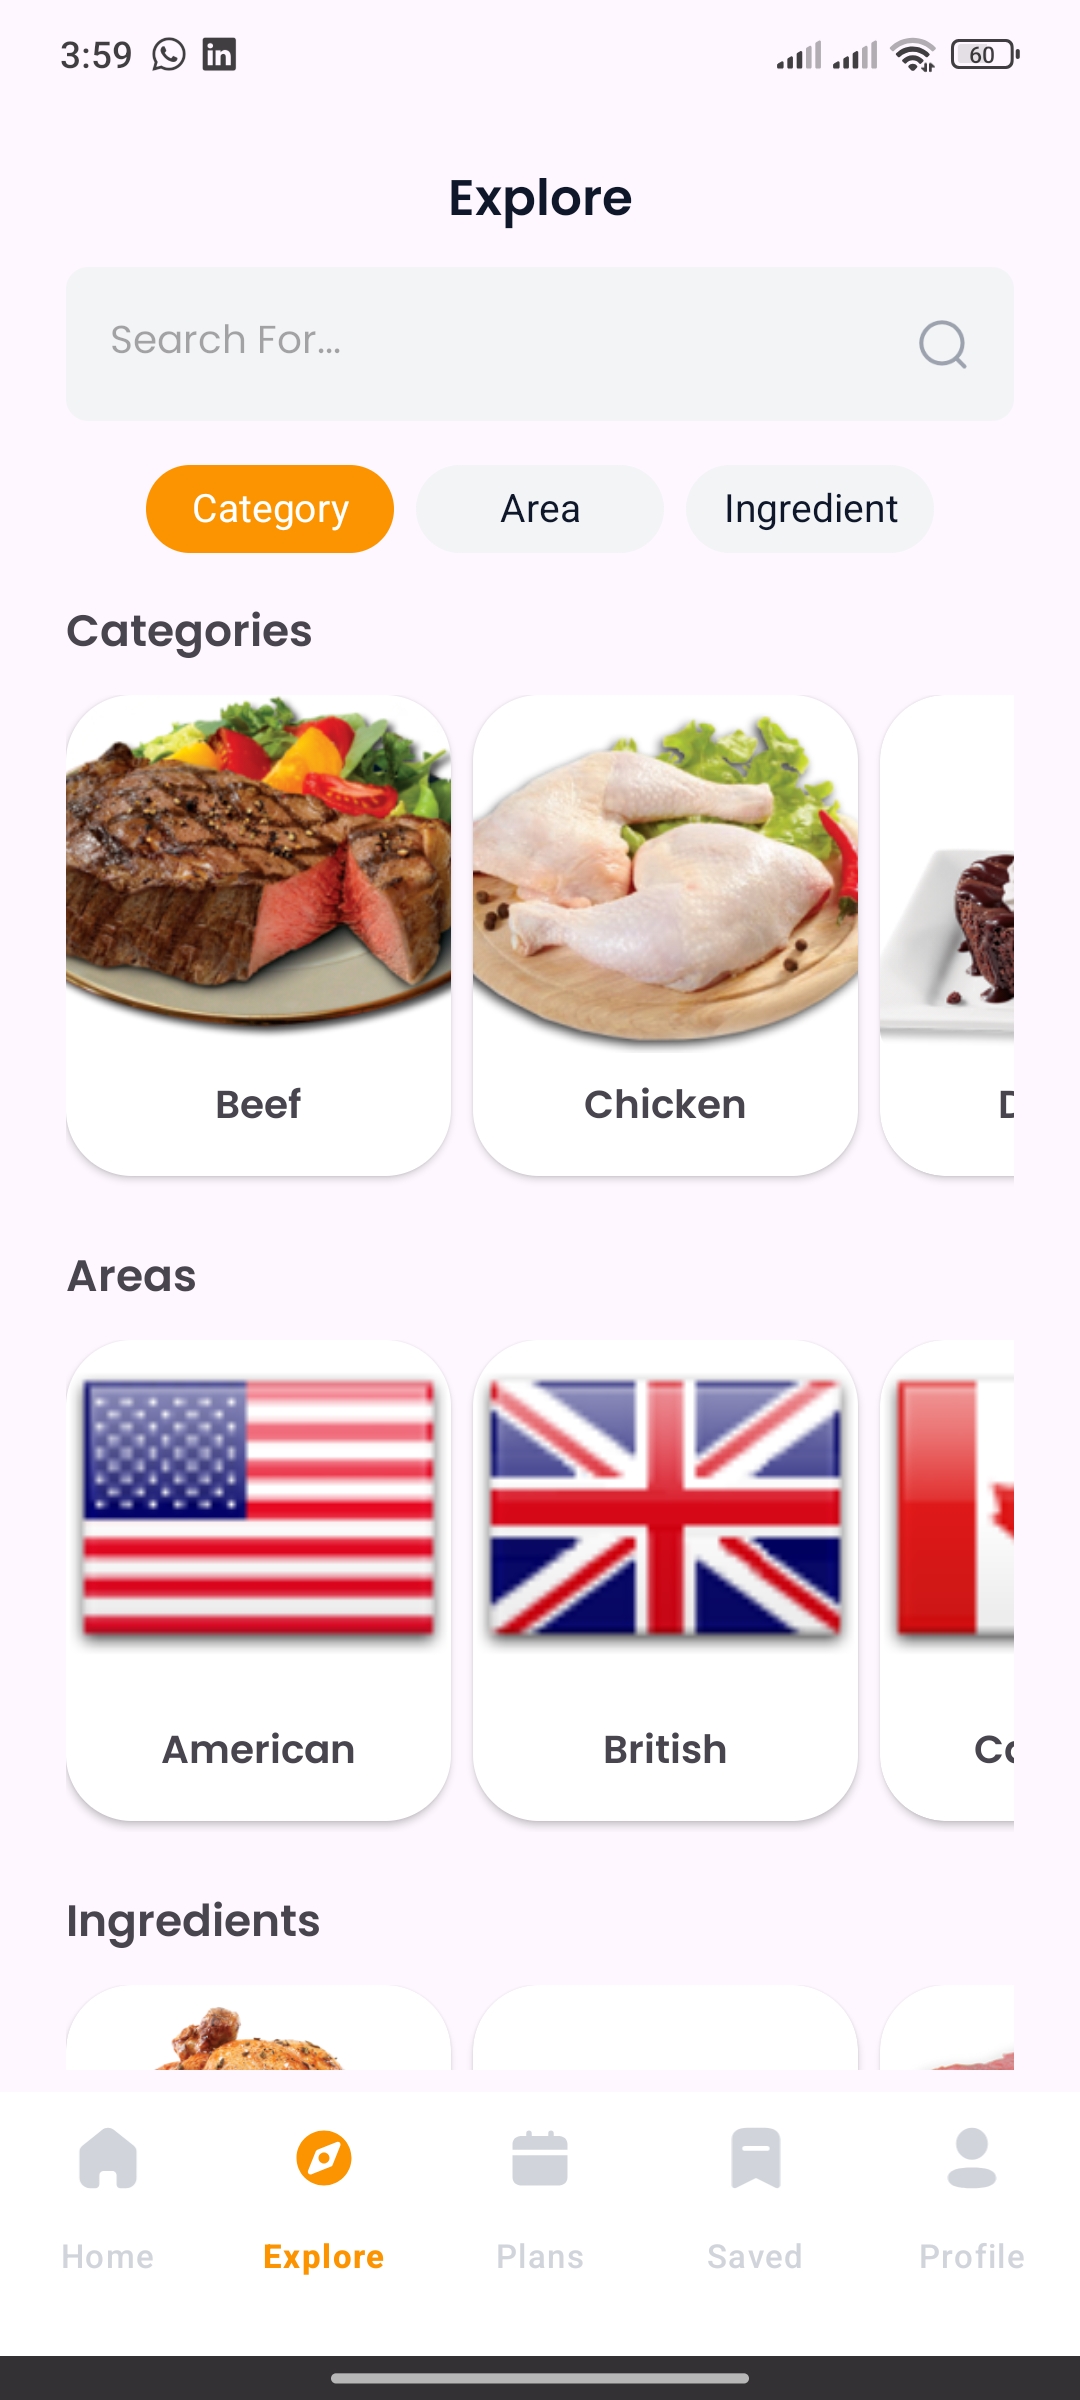 3:59
60
Explore
Search For...
Category
Area
Ingredient
Categories
Beef
Chicken
Areas
American
British
Ingredients
Home
Explore
Plans
Saved
Profile